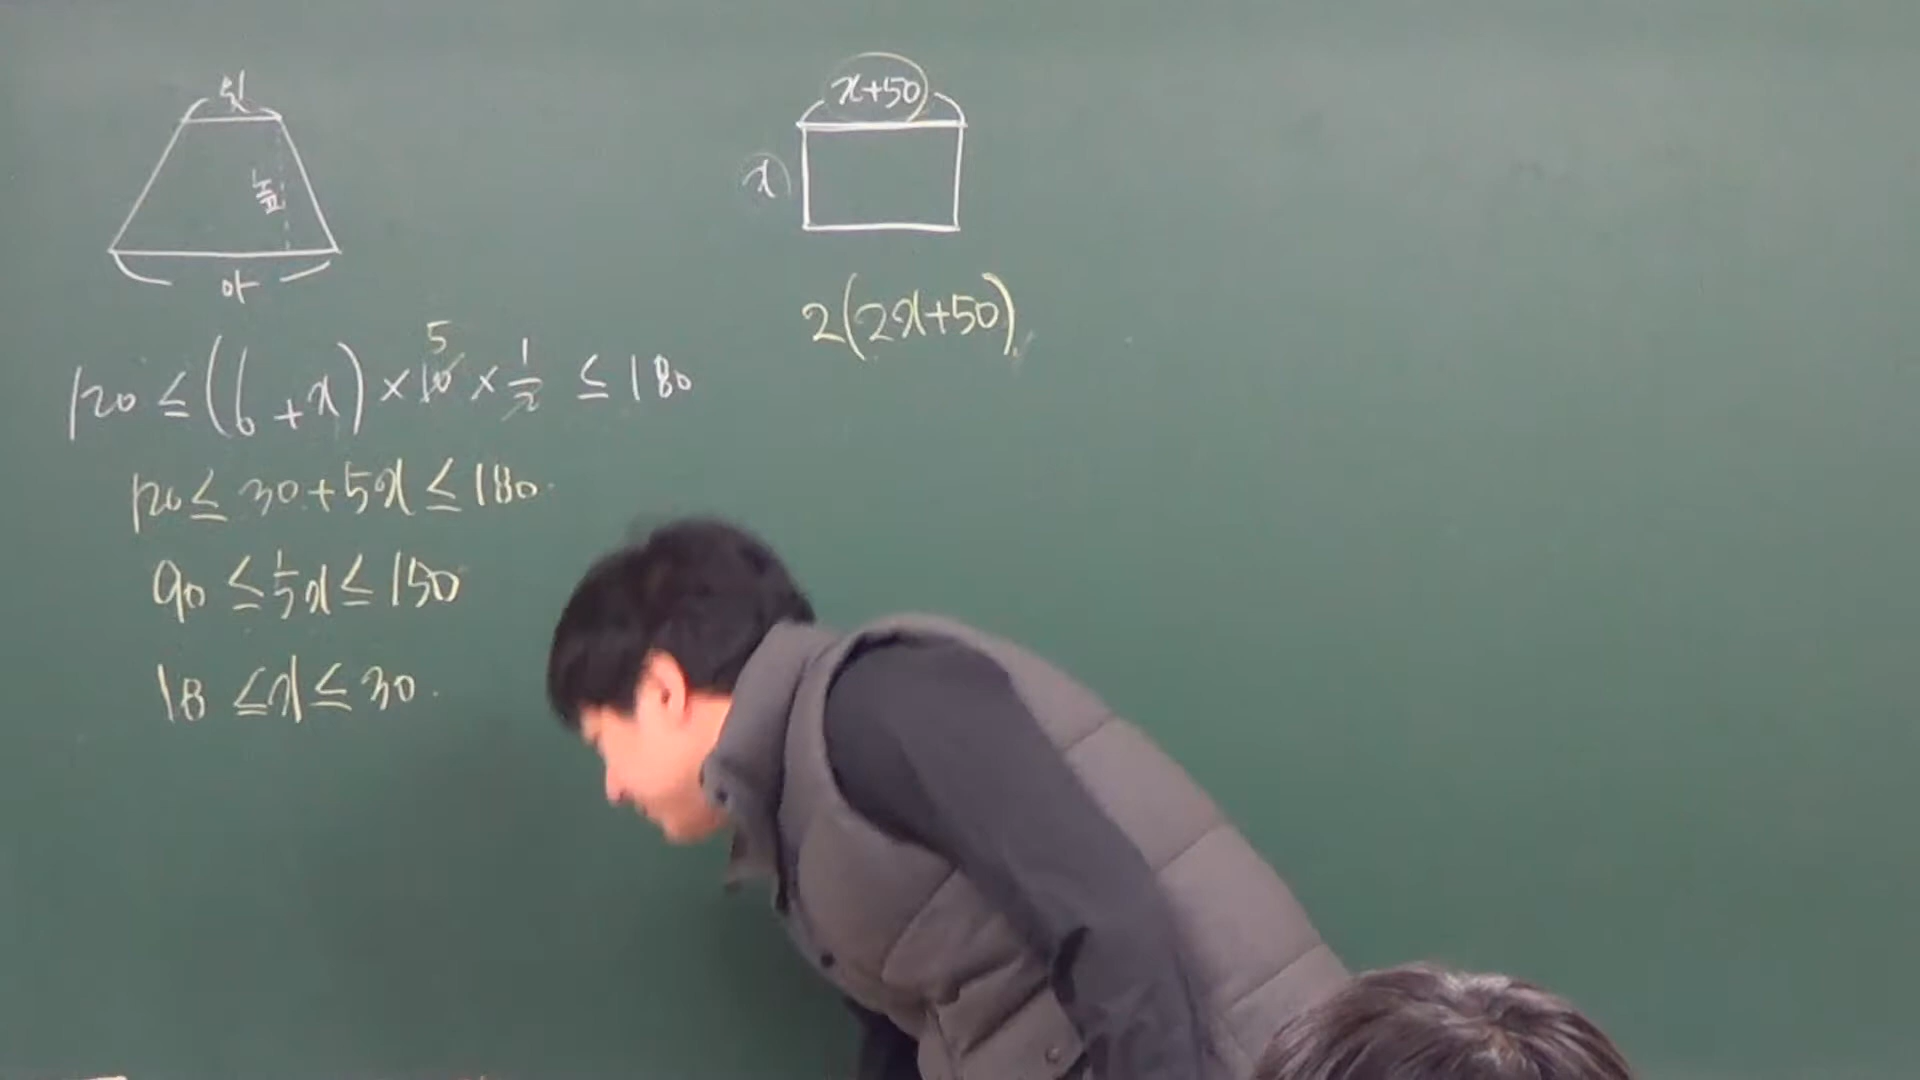 윗
높
아
120 ≤ (6+x) × 10 × 1/2 ≤ 180
5
120 ≤ 30+5x ≤ 180.
90 ≤ 5x ≤ 150
18 ≤ x ≤ 30.
x+50
x
2(2x+50)